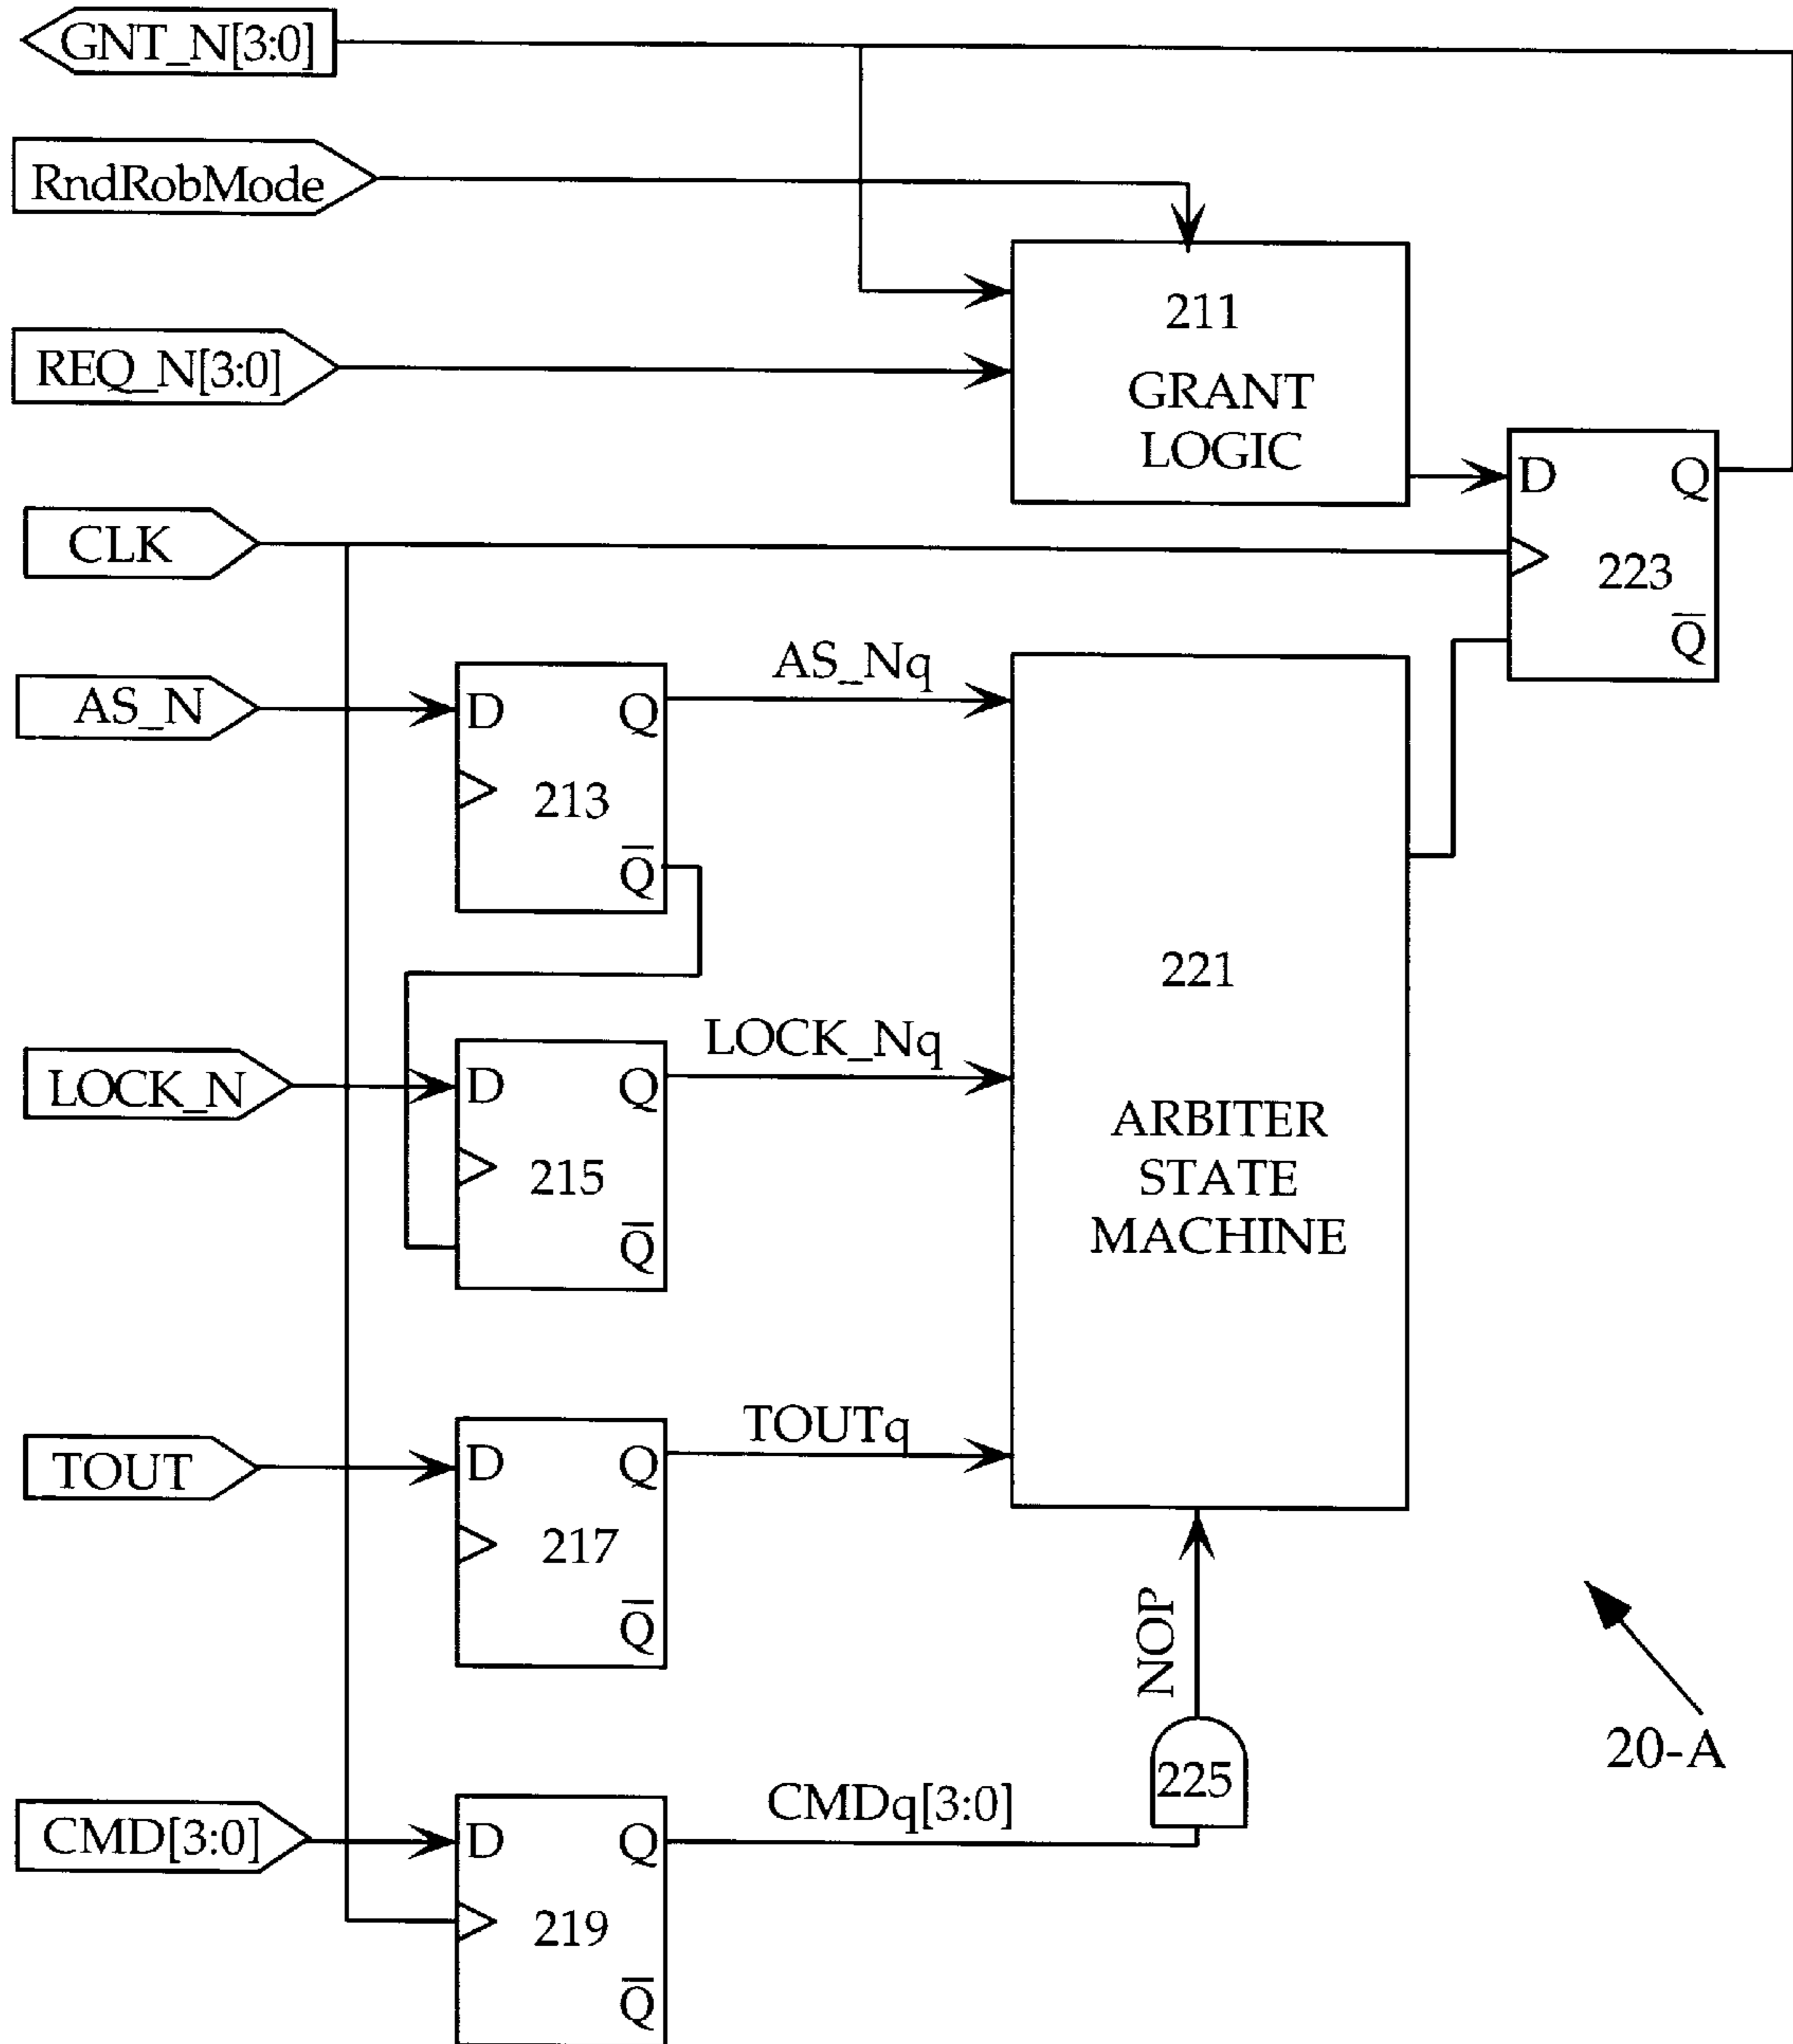 GNT_N[3:0]
RndRobMode
REQ_N[3:0]
211
GRANT
LOGIC
D Q
CLK
223
Q̅
AS_N
D Q
AS_Nq
213
Q̅
221
ARBITER
STATE
MACHINE
LOCK_N
D Q
LOCK_Nq
215
Q̅
TOUT
D Q
TOUTq
217
Q̅
NOP
225
20-A
CMD[3:0]
D Q
CMDq[3:0]
219
Q̅